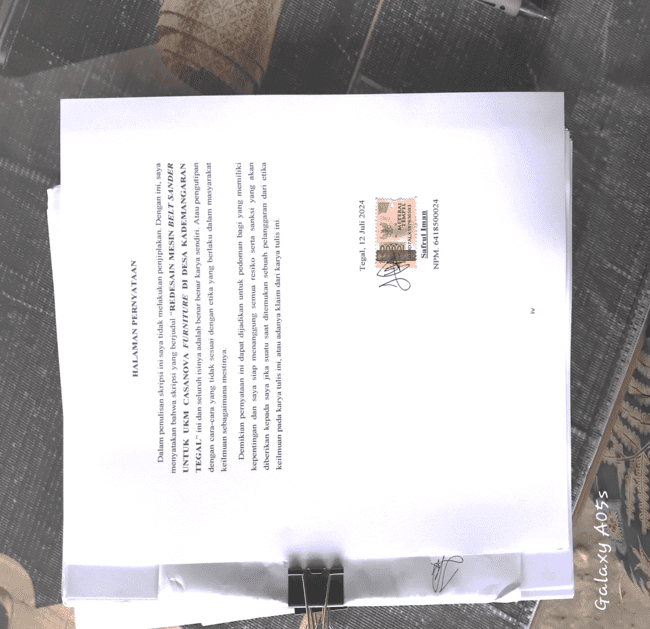 HALAMAN PERNYATAAN
Dalam penulisan skripsi ini saya tidak melakukan penjiplakan. Dengan ini, saya
menyatakan bahwa skripsi yang berjudul "REDESAIN MESIN BELT SANDER
UNTUK UKM CASANOVA FURNITURE DI DESA KADEMANGARAN
TEGAL" ini dan seluruh isinya adalah benar benar karya sendiri. Atau pengutipan
dengan cara-cara yang tidak sesuai dengan etika yang berlaku dalam masyarakat
keilmuan sebagaimana mestinya.
Demikian pernyataan ini dapat dijadikan untuk pedoman bagi yang memiliki
kepentingan dan saya siap menanggung semua resiko serta sanksi yang akan
diberikan kepada saya jika suatu saat ditemukan sebuah pelanggaran dari etika
keilmuan pada karya tulis ini, atau adanya klaim dari karya tulis ini.
Tegal, 12 Juli 2024
METERAI
TEMPEL
Safrul Iman
NPM. 6418500024
iv
Galaxy A05s